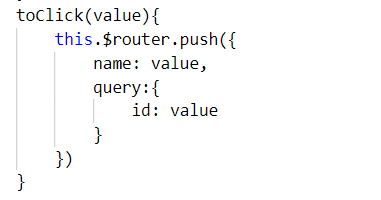 toClick(value){
    this.$router.push({
        name: value,
        query:{
            id: value
        }
    })
}